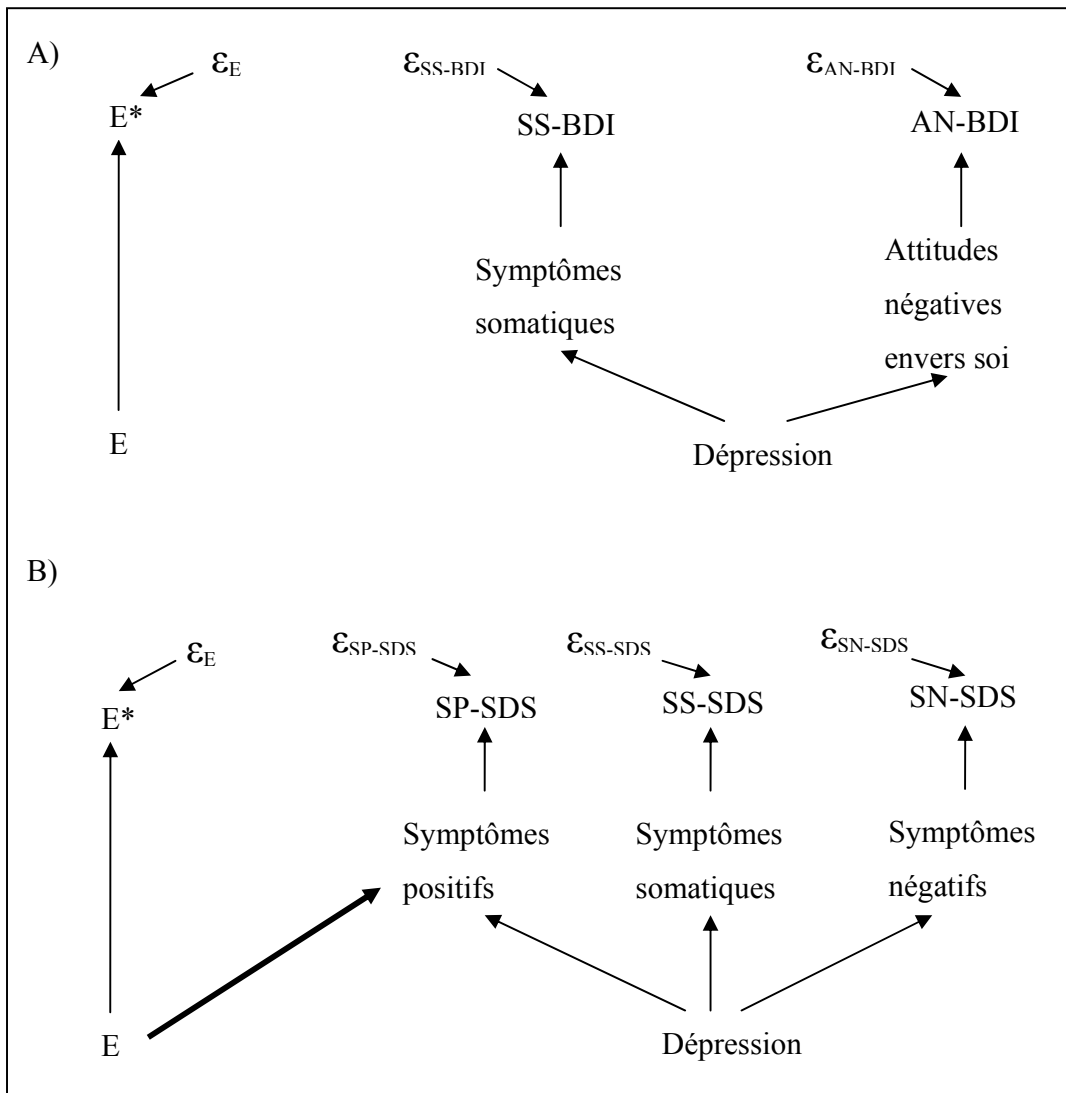 A)
εE
εSS-BDI
εAN-BDI
E*
SS-BDI
AN-BDI
Symptômes
somatiques
Attitudes
négatives
envers soi
E
Dépression
B)
εE
εSP-SDS
εSS-SDS
εSN-SDS
E*
SP-SDS
SS-SDS
SN-SDS
Symptômes
positifs
Symptômes
somatiques
Symptômes
négatifs
E
Dépression